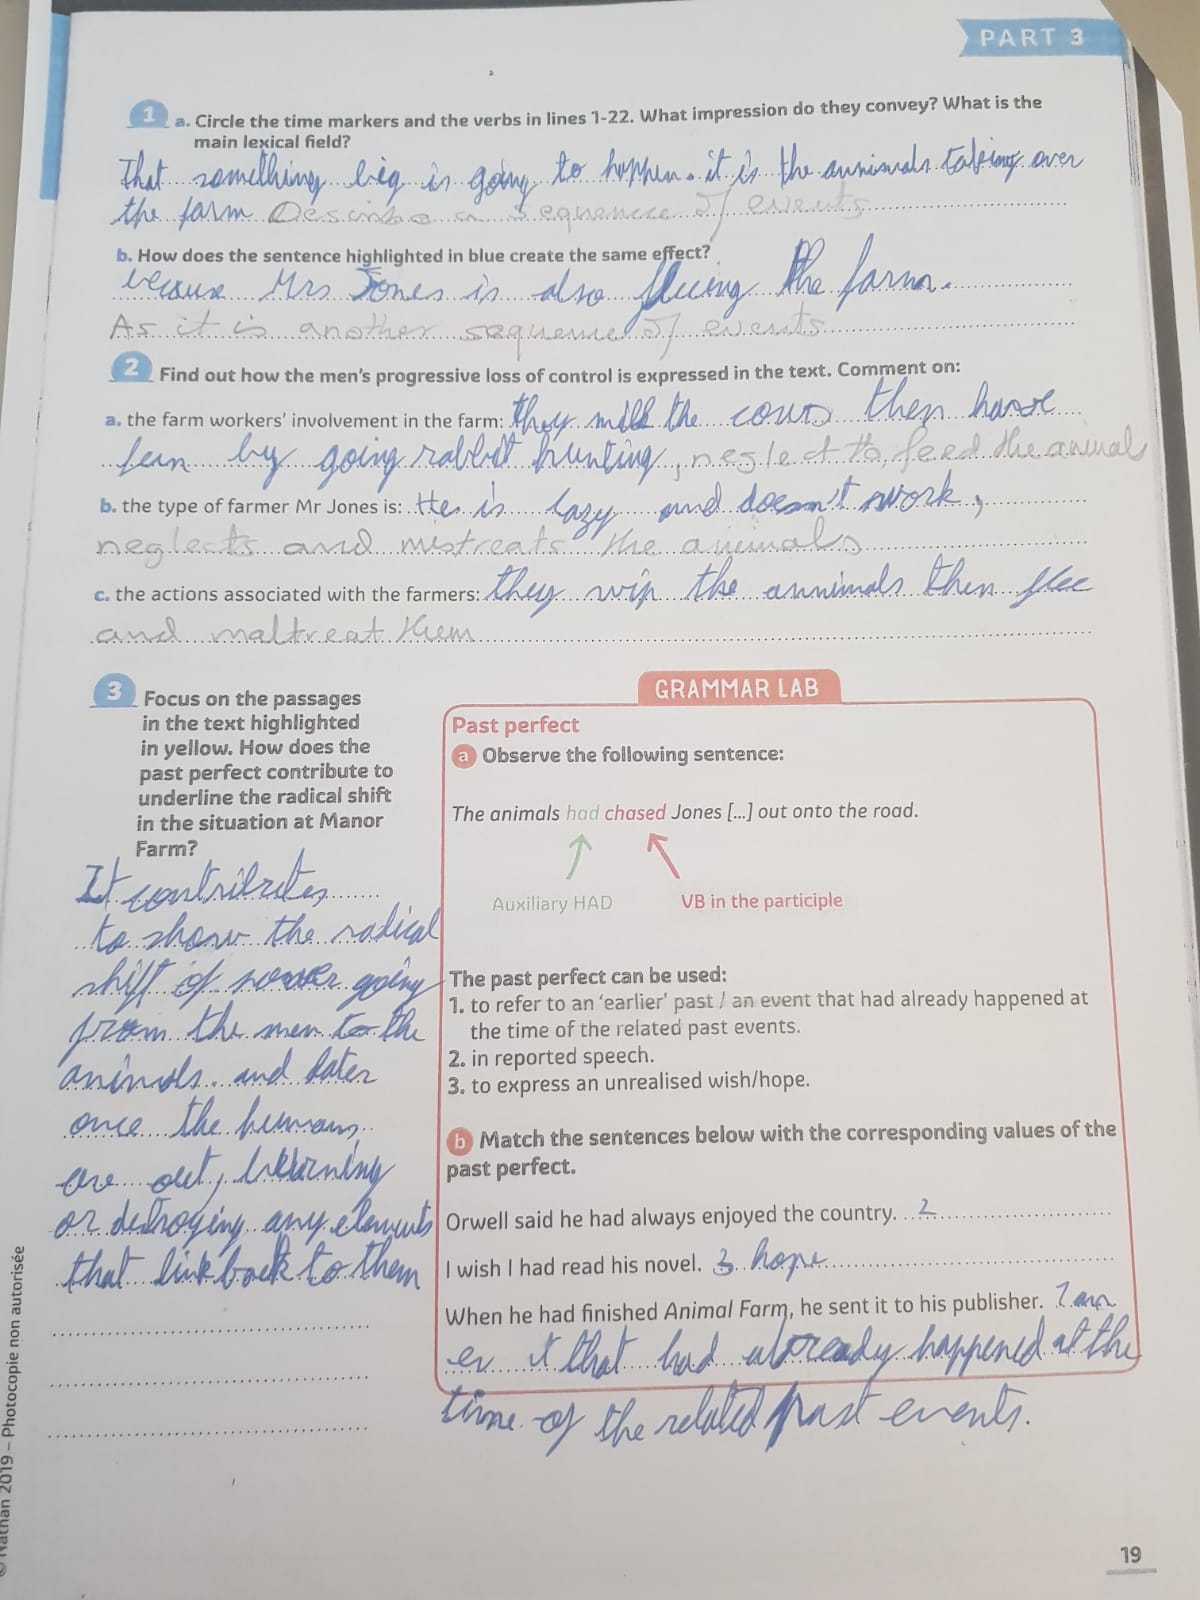 PART 3
1 a. Circle the time markers and the verbs in lines 1-22. What impression do they convey? What is the
main lexical field?
That something big is going to happen. it is the annimals taking over
the farm Describe a sequence of events
b. How does the sentence highlighted in blue create the same effect?
because Mrs Jones is also fleeing the farm.
As it is another sequence of events
2 Find out how the men's progressive loss of control is expressed in the text. Comment on:
a. the farm workers' involvement in the farm: they milk the cows then have
fean by going rabbit hunting, neglect to feed the animals
b. the type of farmer Mr Jones is: He is lazy and doesn't work,
neglects and mistreats the animals
c. the actions associated with the farmers: they wip the annimals then flee
and maltreat them
3 Focus on the passages
in the text highlighted
in yellow. How does the
past perfect contribute to
underline the radical shift
in the situation at Manor
Farm?
It contributes
to show the radical
shift of going
from the men to the
animals and later
once the humans
are out, burning
or destroying any elements
that link back to them
GRAMMAR LAB
Past perfect
a Observe the following sentence:
The animals had chased Jones [...] out onto the road.
Auxiliary HAD VB in the participle
The past perfect can be used:
1. to refer to an 'earlier' past / an event that had already happened at
the time of the related past events.
2. in reported speech.
3. to express an unrealised wish/hope.
b Match the sentences below with the corresponding values of the
past perfect.
Orwell said he had always enjoyed the country. 2
I wish I had read his novel. 3 hope
When he had finished Animal Farm, he sent it to his publisher. 1 an
ev t that had already happened at the
time of the related past events.
© Nathan 2019 – Photocopie non autorisée
19